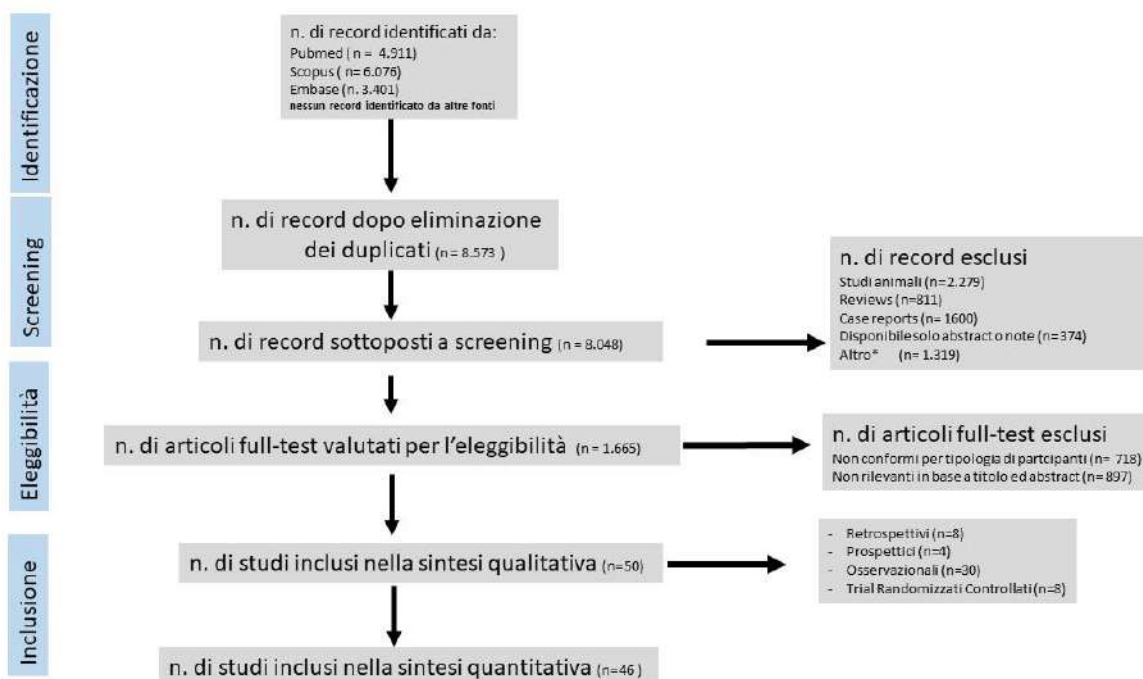 Identificazione
n. di record identificati da:
Pubmed ( n = 4.911)
Scopus ( n= 6.076)
Embase (n. 3.401)
nessun record identificato da altre fonti
Screening
n. di record dopo eliminazione
dei duplicati (n = 8.573 )
n. di record sottoposti a screening (n = 8.048)
n. di record esclusi
Studi animali (n=2.279)
Reviews (n=811)
Case reports (n= 1600)
Disponibile solo abstract o note (n=374)
Altro* (n= 1.319)
Eleggibilità
n. di articoli full-test valutati per l'eleggibilità (n = 1.665)
n. di articoli full-test esclusi
Non conformi per tipologia di partcipanti (n= 718)
Non rilevanti in base a titolo ed abstract (n= 897)
Inclusione
n. di studi inclusi nella sintesi qualitativa (n=50)
- Retrospettivi (n=8)
- Prospettici (n=4)
- Osservazionali (n=30)
- Trial Randomizzati Controllati (n=8)
n. di studi inclusi nella sintesi quantitativa (n=46 )